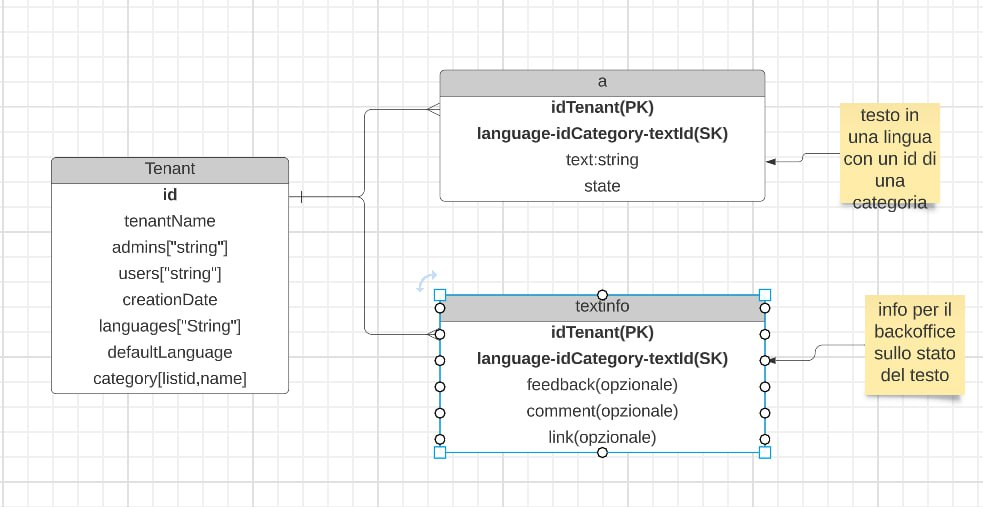 Tenant
id
tenantName
admins["string"]
users["string"]
creationDate
languages["String"]
defaultLanguage
category[listid,name]
a
idTenant(PK)
language-idCategory-textId(SK)
text:string
state
testo in
una lingua
con un id di
una
categoria
textinfo
idTenant(PK)
language-idCategory-textId(SK)
feedback(opzionale)
comment(opzionale)
link(opzionale)
info per il
backoffice
sullo stato
del testo